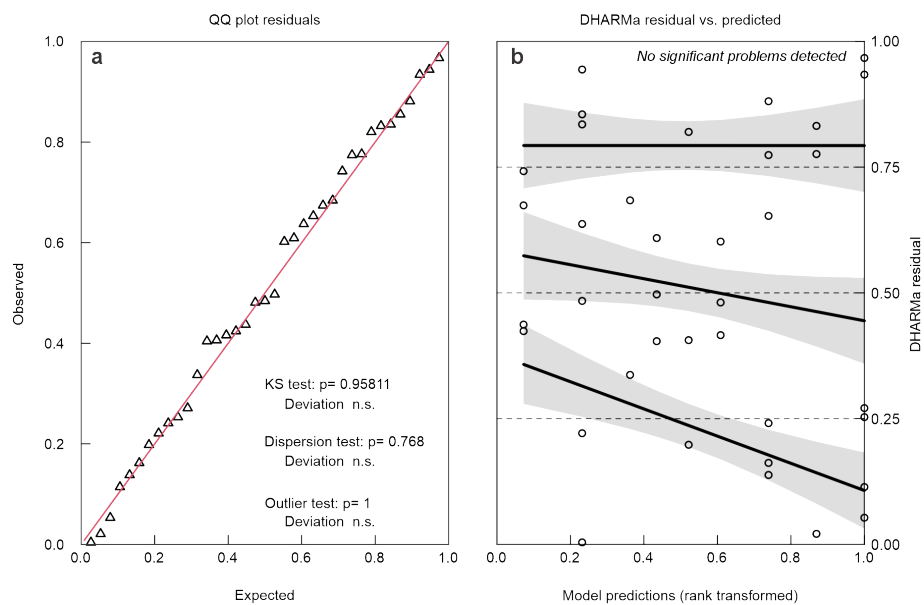 QQ plot residuals
a
1.0
0.8
0.6
0.4
0.2
0.0
Observed
KS test: p= 0.95811
Deviation n.s.
Dispersion test: p= 0.768
Deviation n.s.
Outlier test: p= 1
Deviation n.s.
0.0 0.2 0.4 0.6 0.8 1.0
Expected
DHARMa residual vs. predicted
b
No significant problems detected
1.00
0.75
0.50
0.25
0.00
DHARMa residual
0.0 0.2 0.4 0.6 0.8 1.0
Model predictions (rank transformed)